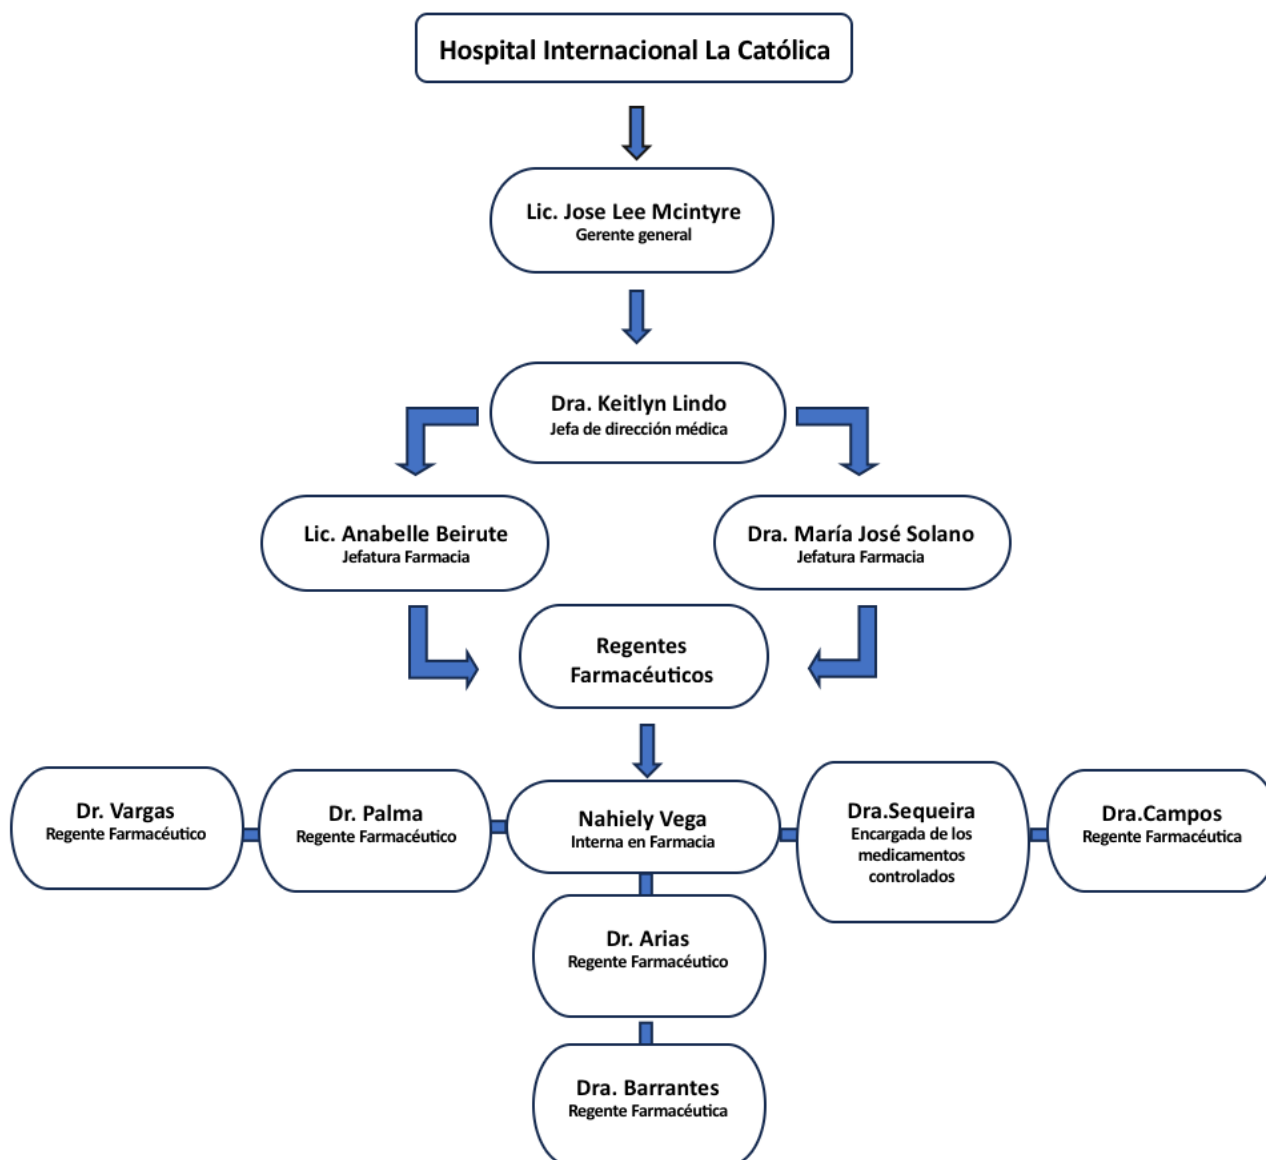 Hospital Internacional La Católica
Lic. Jose Lee Mcintyre
Gerente general
Dra. Keitlyn Lindo
Jefa de dirección médica
Lic. Anabelle Beirute
Jefatura Farmacia
Dra. María José Solano
Jefatura Farmacia
Regentes
Farmacéuticos
Dr. Vargas
Regente Farmacéutico
Dr. Palma
Regente Farmacéutico
Nahiely Vega
Interna en Farmacia
Dra.Sequeira
Encargada de los
medicamentos
controlados
Dra.Campos
Regente Farmacéutica
Dr. Arias
Regente Farmacéutico
Dra. Barrantes
Regente Farmacéutica